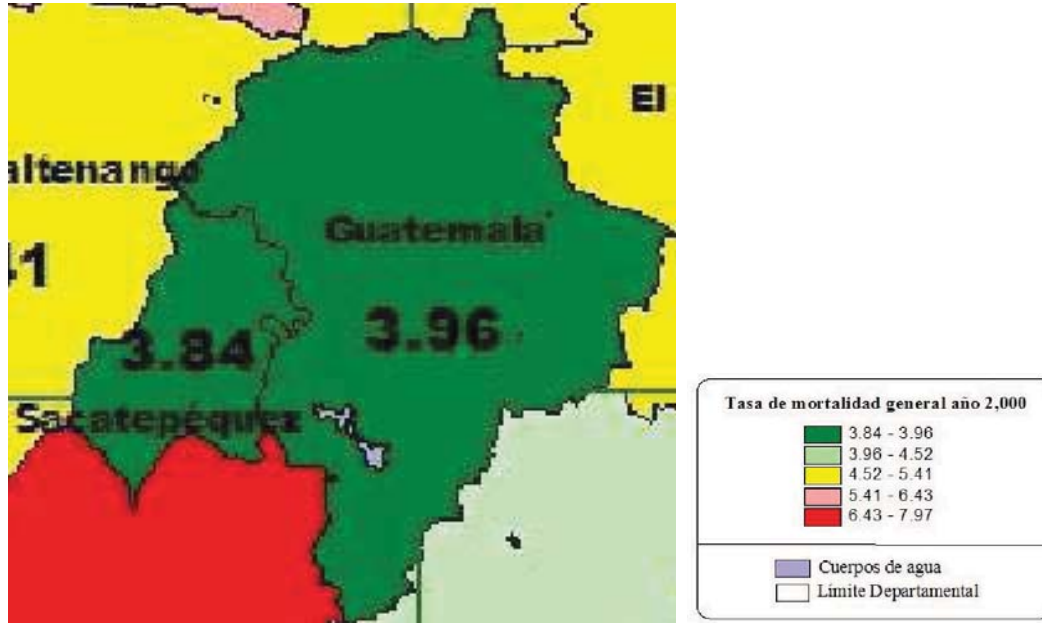 El
altenango
Guatemala
41
3.96
3.84
Sacatepéquez
Tasa de mortalidad general año 2,000
3.84 - 3.96
3.96 - 4.52
4.52 - 5.41
5.41 - 6.43
6.43 - 7.97
Cuerpos de agua
Límite Departamental